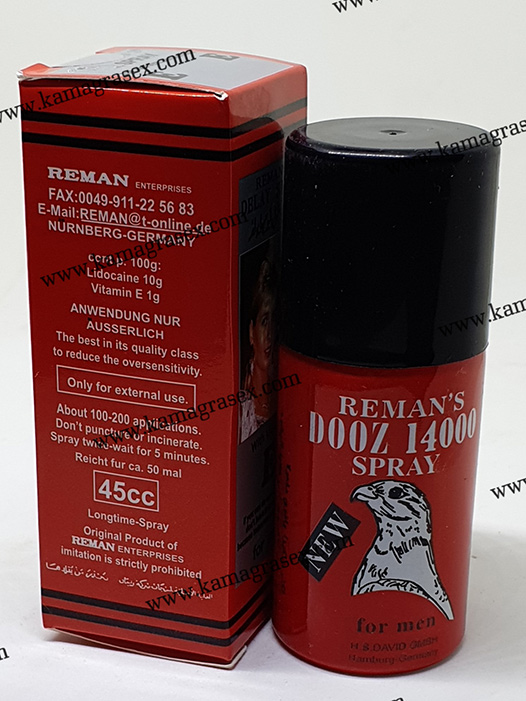 www.kamagrasex.com
REMAN ENTERPRISES
FAX:0049-911-22 56 83
E-Mail:REMAN@t-online.de
NURNBERG-GERMANY
p. 100g:
Lidocaine 10g
Vitamin E 1g
ANWENDUNG NUR
AUSSERLICH
The best in its quality class
to reduce the oversensitivity.
Only for external use.
About 100-200 applications.
Don't puncture or incinerate.
Spray twice-wait for 5 minutes.
Reicht fur ca. 50 mal
45cc
Longtime-Spray
Original Product of
REMAN ENTERPRISES
imitation is strictly prohibited
REMAN'S
DOOZ 14000
SPRAY
NEW
for men
H.S.DAVID GMBH
Hamburg-Germany